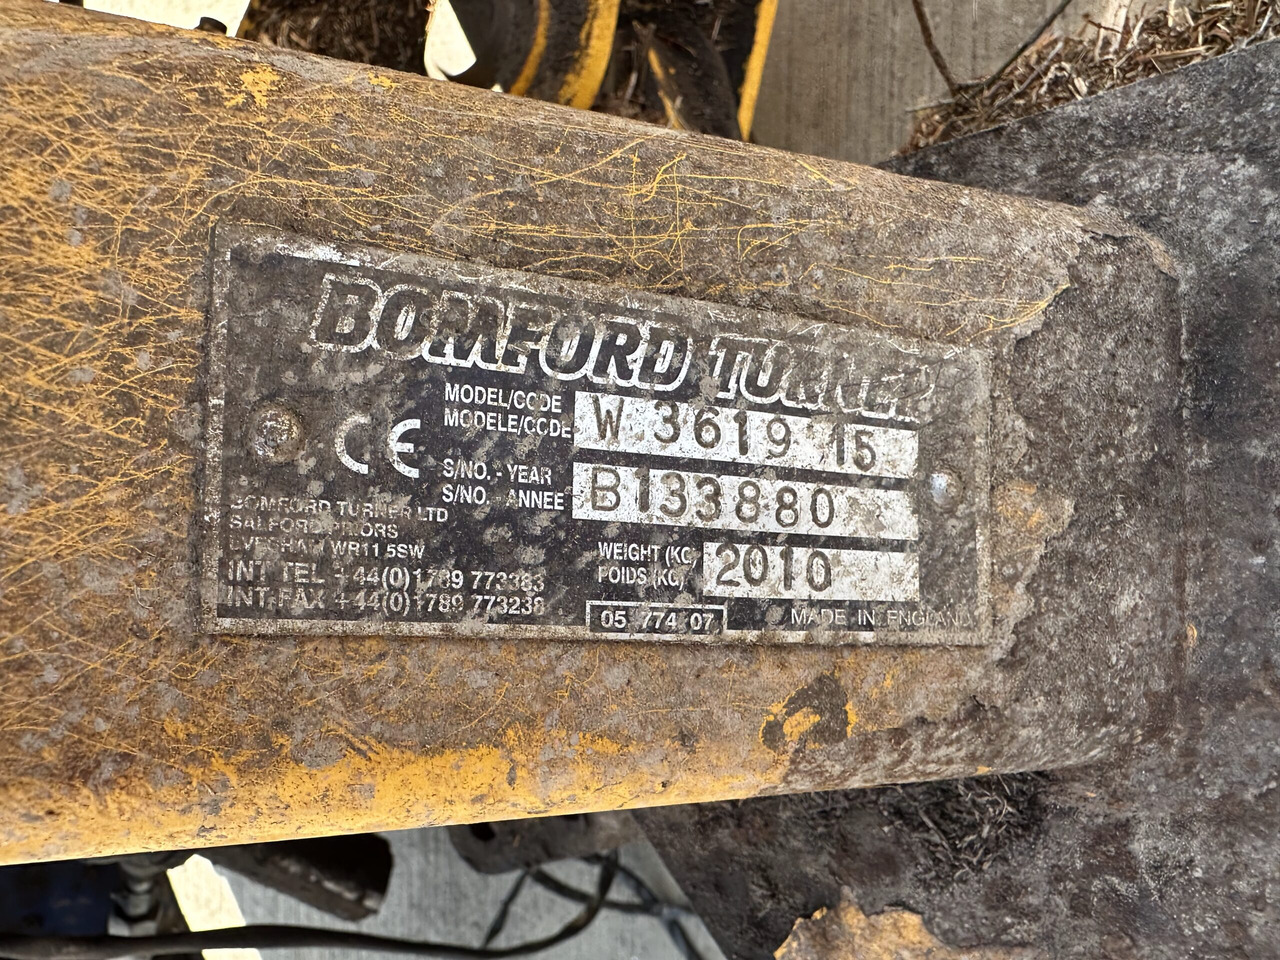 BOMFORD TURNER
MODEL/CODE
MODELE/CODE
W 3619 15
CE
S/NO. - YEAR
S/NO. - ANNEE
B133880
BOMFORD TURNER LTD
SALFORD PRIORS
EVESHAM WR11 5SW
INT TEL +44(0)1789 773383
INT. FAX +44(0)1789 773238
WEIGHT (KG)
POIDS (KG)
2010
05 774 07
MADE IN ENGLAND